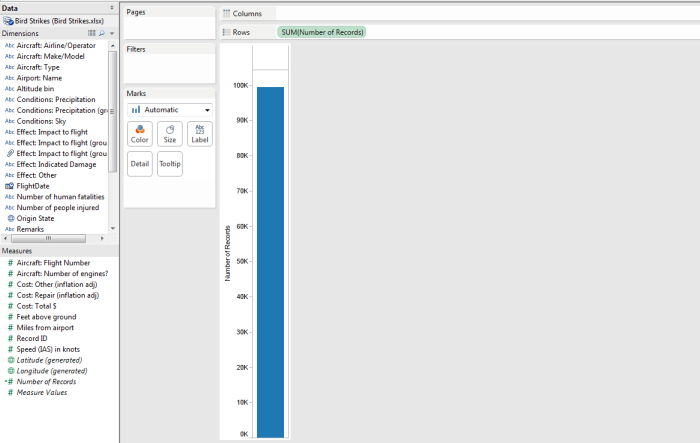 Data
Bird Strikes (Bird Strikes.xlsx)
Dimensions
Abc Aircraft: Airline/Operator
Abc Aircraft: Make/Model
Abc Aircraft: Type
Abc Airport: Name
Abc Altitude bin
Abc Conditions: Precipitation
Abc Conditions: Precipitation (gr
Abc Conditions: Sky
Abc Effect: Impact to flight
Abc Effect: Impact to flight (grou
Effect: Impact to flight (grou
Abc Effect: Indicated Damage
Abc Effect: Other
FlightDate
Abc Number of human fatalities
Abc Number of people injured
Origin State
Abc Remarks
Measures
# Aircraft: Flight Number
# Aircraft: Number of engines?
# Cost: Other (inflation adj)
# Cost: Repair (inflation adj)
# Cost: Total $
# Feet above ground
# Miles from airport
# Record ID
# Speed (IAS) in knots
Latitude (generated)
Longitude (generated)
=# Number of Records
# Measure Values
Pages
Filters
Marks
Automatic
Color
Size
Abc
123
Label
Detail
Tooltip
Columns
Rows
SUM(Number of Records)
Number of Records
100K
90K
80K
70K
60K
50K
40K
30K
20K
10K
0K